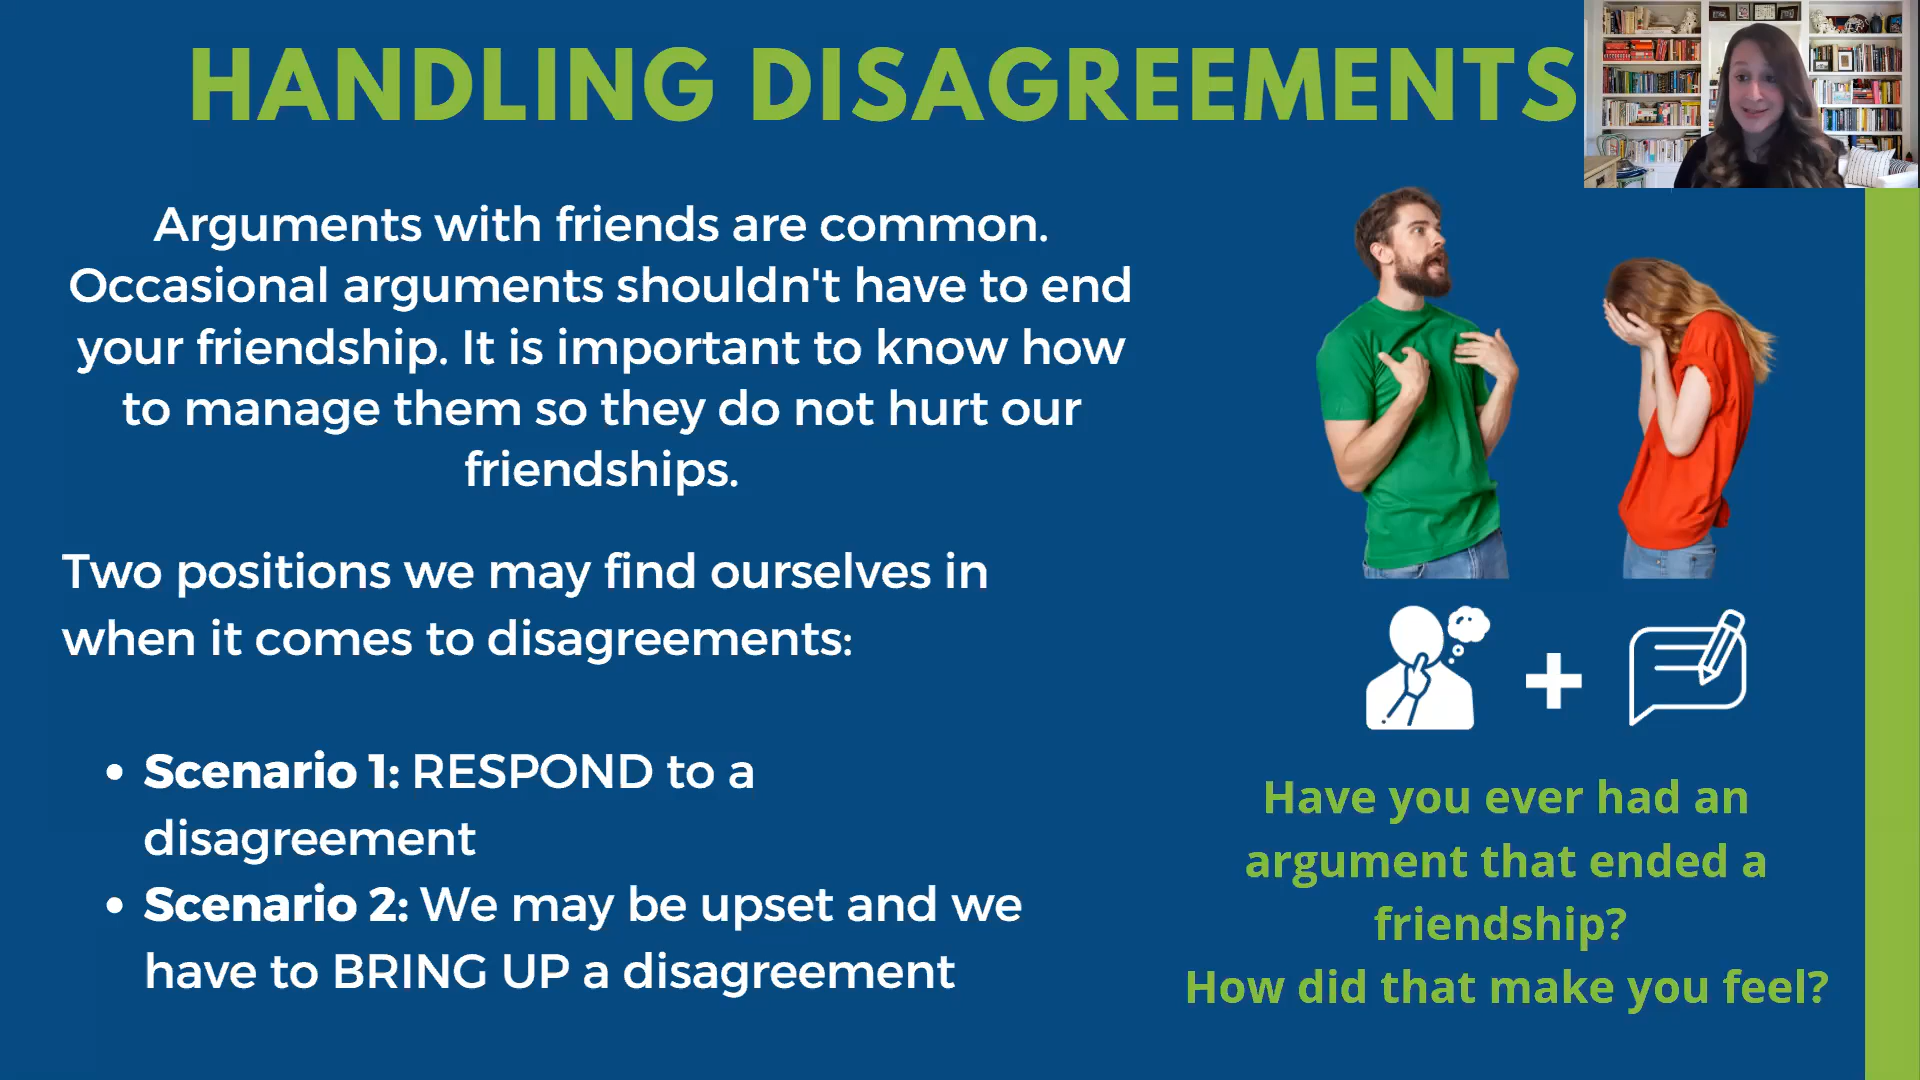 HANDLING DISAGREEMENTS
Arguments with friends are common.
Occasional arguments shouldn't have to end
your friendship. It is important to know how
to manage them so they do not hurt our
friendships.
Two positions we may find ourselves in
when it comes to disagreements:
• Scenario 1: RESPOND to a
disagreement
• Scenario 2: We may be upset and we
have to BRING UP a disagreement
Have you ever had an
argument that ended a
friendship?
How did that make you feel?